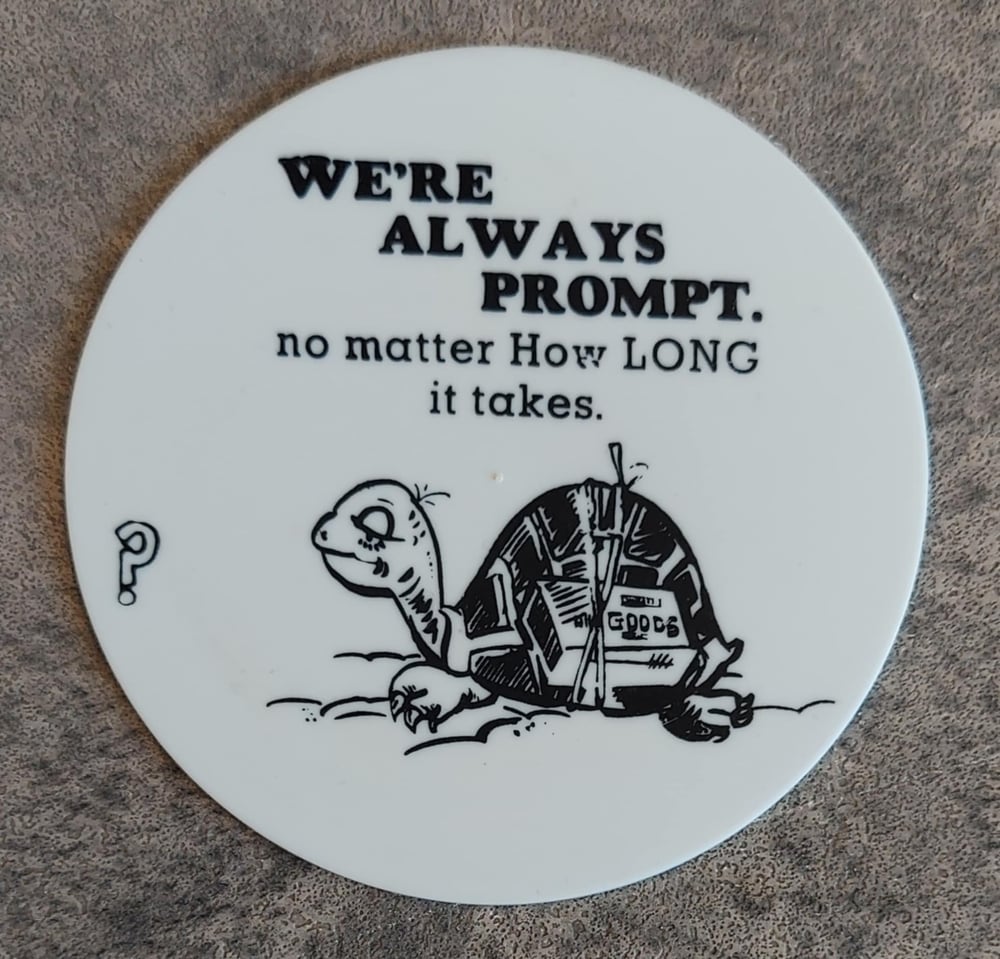 WE'RE
ALWAYS
PROMPT.
no matter How LONG
it takes.
?
GOODS